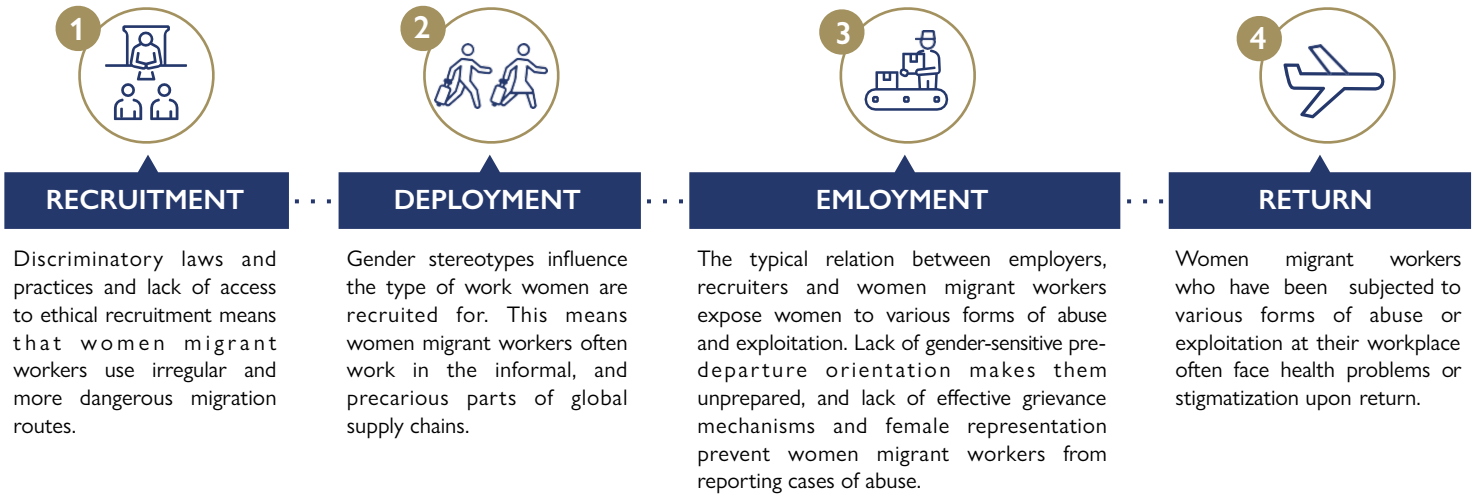 1
RECRUITMENT
Discriminatory laws and
practices and lack of access
to ethical recruitment means
that women migrant
workers use irregular and
more dangerous migration
routes.
2
DEPLOYMENT
Gender stereotypes influence
the type of work women are
recruited for. This means
women migrant workers often
work in the informal, and
precarious parts of global
supply chains.
3
EMLOYMENT
The typical relation between employers,
recruiters and women migrant workers
expose women to various forms of abuse
and exploitation. Lack of gender-sensitive pre-
departure orientation makes them
unprepared, and lack of effective grievance
mechanisms and female representation
prevent women migrant workers from
reporting cases of abuse.
4
RETURN
Women migrant workers
who have been subjected to
various forms of abuse or
exploitation at their workplace
often face health problems or
stigmatization upon return.